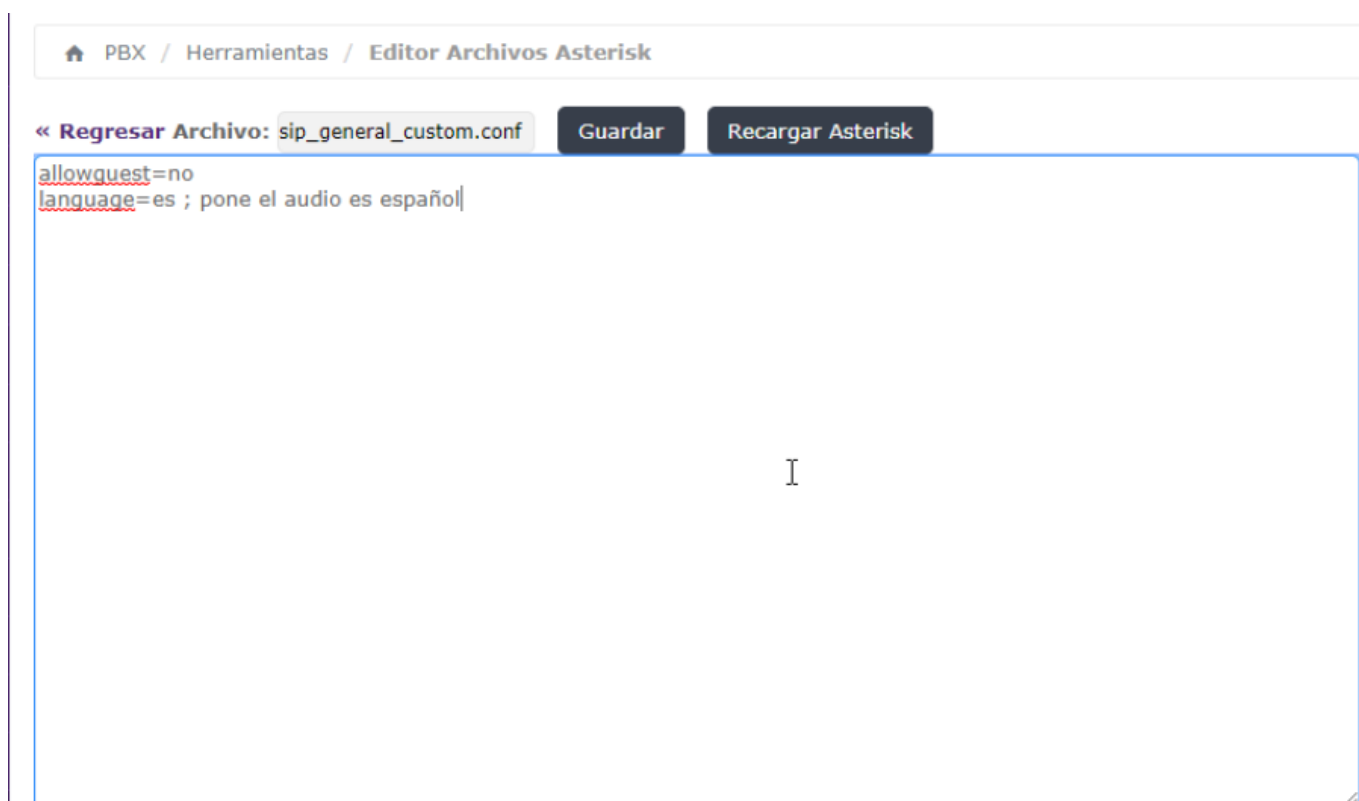 PBX / Herramientas / Editor Archivos Asterisk
« Regresar Archivo: sip_general_custom.conf Guardar Recargar Asterisk
allowguest=no
language=es ; pone el audio es español